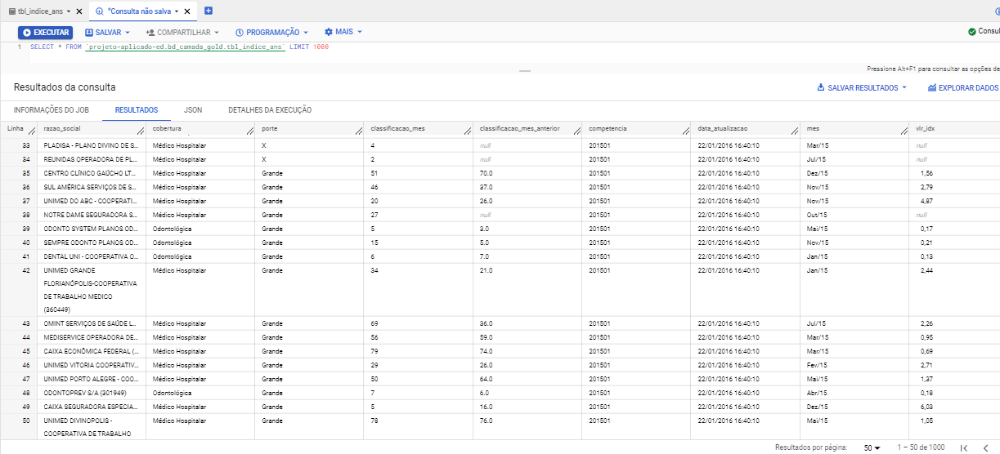 tbl_indice_ans *Consulta não salva
EXECUTAR SALVAR COMPARTILHAR PROGRAMAÇÃO MAIS Consul
1 SELECT * FROM `projeto-aplicado-ed.bd_camada_gold.tbl_indice_ans` LIMIT 1000
Pressione Alt+F1 para consultar as opções de
Resultados da consulta SALVAR RESULTADOS EXPLORAR DADOS
INFORMAÇÕES DO JOB RESULTADOS JSON DETALHES DA EXECUÇÃO
Linha razao_social cobertura porte classificacao_mes classificacao_mes_anterior competencia data_atualizacao mes vlr_idx
33 PLADISA - PLANO DIVINO DE S... Médico Hospitalar X 4 null 201501 22/01/2016 16:40:10 Mar/15 null
34 REUNIDAS OPERADORA DE PL... Médico Hospitalar X 2 null 201501 22/01/2016 16:40:10 Jul/15 null
35 CENTRO CLÍNICO GAÚCHO LT... Médico Hospitalar Grande 51 70.0 201501 22/01/2016 16:40:10 Dez/15 1,56
36 SUL AMÉRICA SERVIÇOS DE S... Médico Hospitalar Grande 46 37.0 201501 22/01/2016 16:40:10 Nov/15 2,79
37 UNIMED DO ABC - COOPERATI... Médico Hospitalar Grande 20 26.0 201501 22/01/2016 16:40:10 Nov/15 4,87
38 NOTRE DAME SEGURADORA S... Médico Hospitalar Grande 27 null 201501 22/01/2016 16:40:10 Out/15 null
39 ODONTO SYSTEM PLANOS OD... Odontológica Grande 5 3.0 201501 22/01/2016 16:40:10 Mai/15 0,17
40 SEMPRE ODONTO PLANOS OD... Odontológica Grande 15 5.0 201501 22/01/2016 16:40:10 Nov/15 0,21
41 DENTAL UNI - COOPERATIVA O... Odontológica Grande 6 7.0 201501 22/01/2016 16:40:10 Jan/15 0,13
42 UNIMED GRANDE Médico Hospitalar Grande 34 21.0 201501 22/01/2016 16:40:10 Jan/15 2,44
FLORIANÓPOLIS-COOPERATIVA
DE TRABALHO MEDICO
(360449)
43 OMINT SERVIÇOS DE SAÚDE L... Médico Hospitalar Grande 69 36.0 201501 22/01/2016 16:40:10 Jul/15 2,26
44 MEDISERVICE OPERADORA DE... Médico Hospitalar Grande 56 59.0 201501 22/01/2016 16:40:10 Mar/15 0,95
45 CAIXA ECONÔMICA FEDERAL (... Médico Hospitalar Grande 79 74.0 201501 22/01/2016 16:40:10 Mar/15 0,69
46 UNIMED VITORIA COOPERATIV... Médico Hospitalar Grande 29 26.0 201501 22/01/2016 16:40:10 Fev/15 2,71
47 UNIMED PORTO ALEGRE - COO... Médico Hospitalar Grande 50 64.0 201501 22/01/2016 16:40:10 Mai/15 1,37
48 ODONTOPREV S/A (301949) Odontológica Grande 7 6.0 201501 22/01/2016 16:40:10 Abr/15 0,18
49 CAIXA SEGURADORA ESPECIA... Médico Hospitalar Grande 5 16.0 201501 22/01/2016 16:40:10 Dez/15 6,03
50 UNIMED DIVINOPOLIS - Médico Hospitalar Grande 78 76.0 201501 22/01/2016 16:40:10 Mai/15 1,05
COOPERATIVA DE TRABALHO
Resultados por página: 50 1 – 50 de 1000